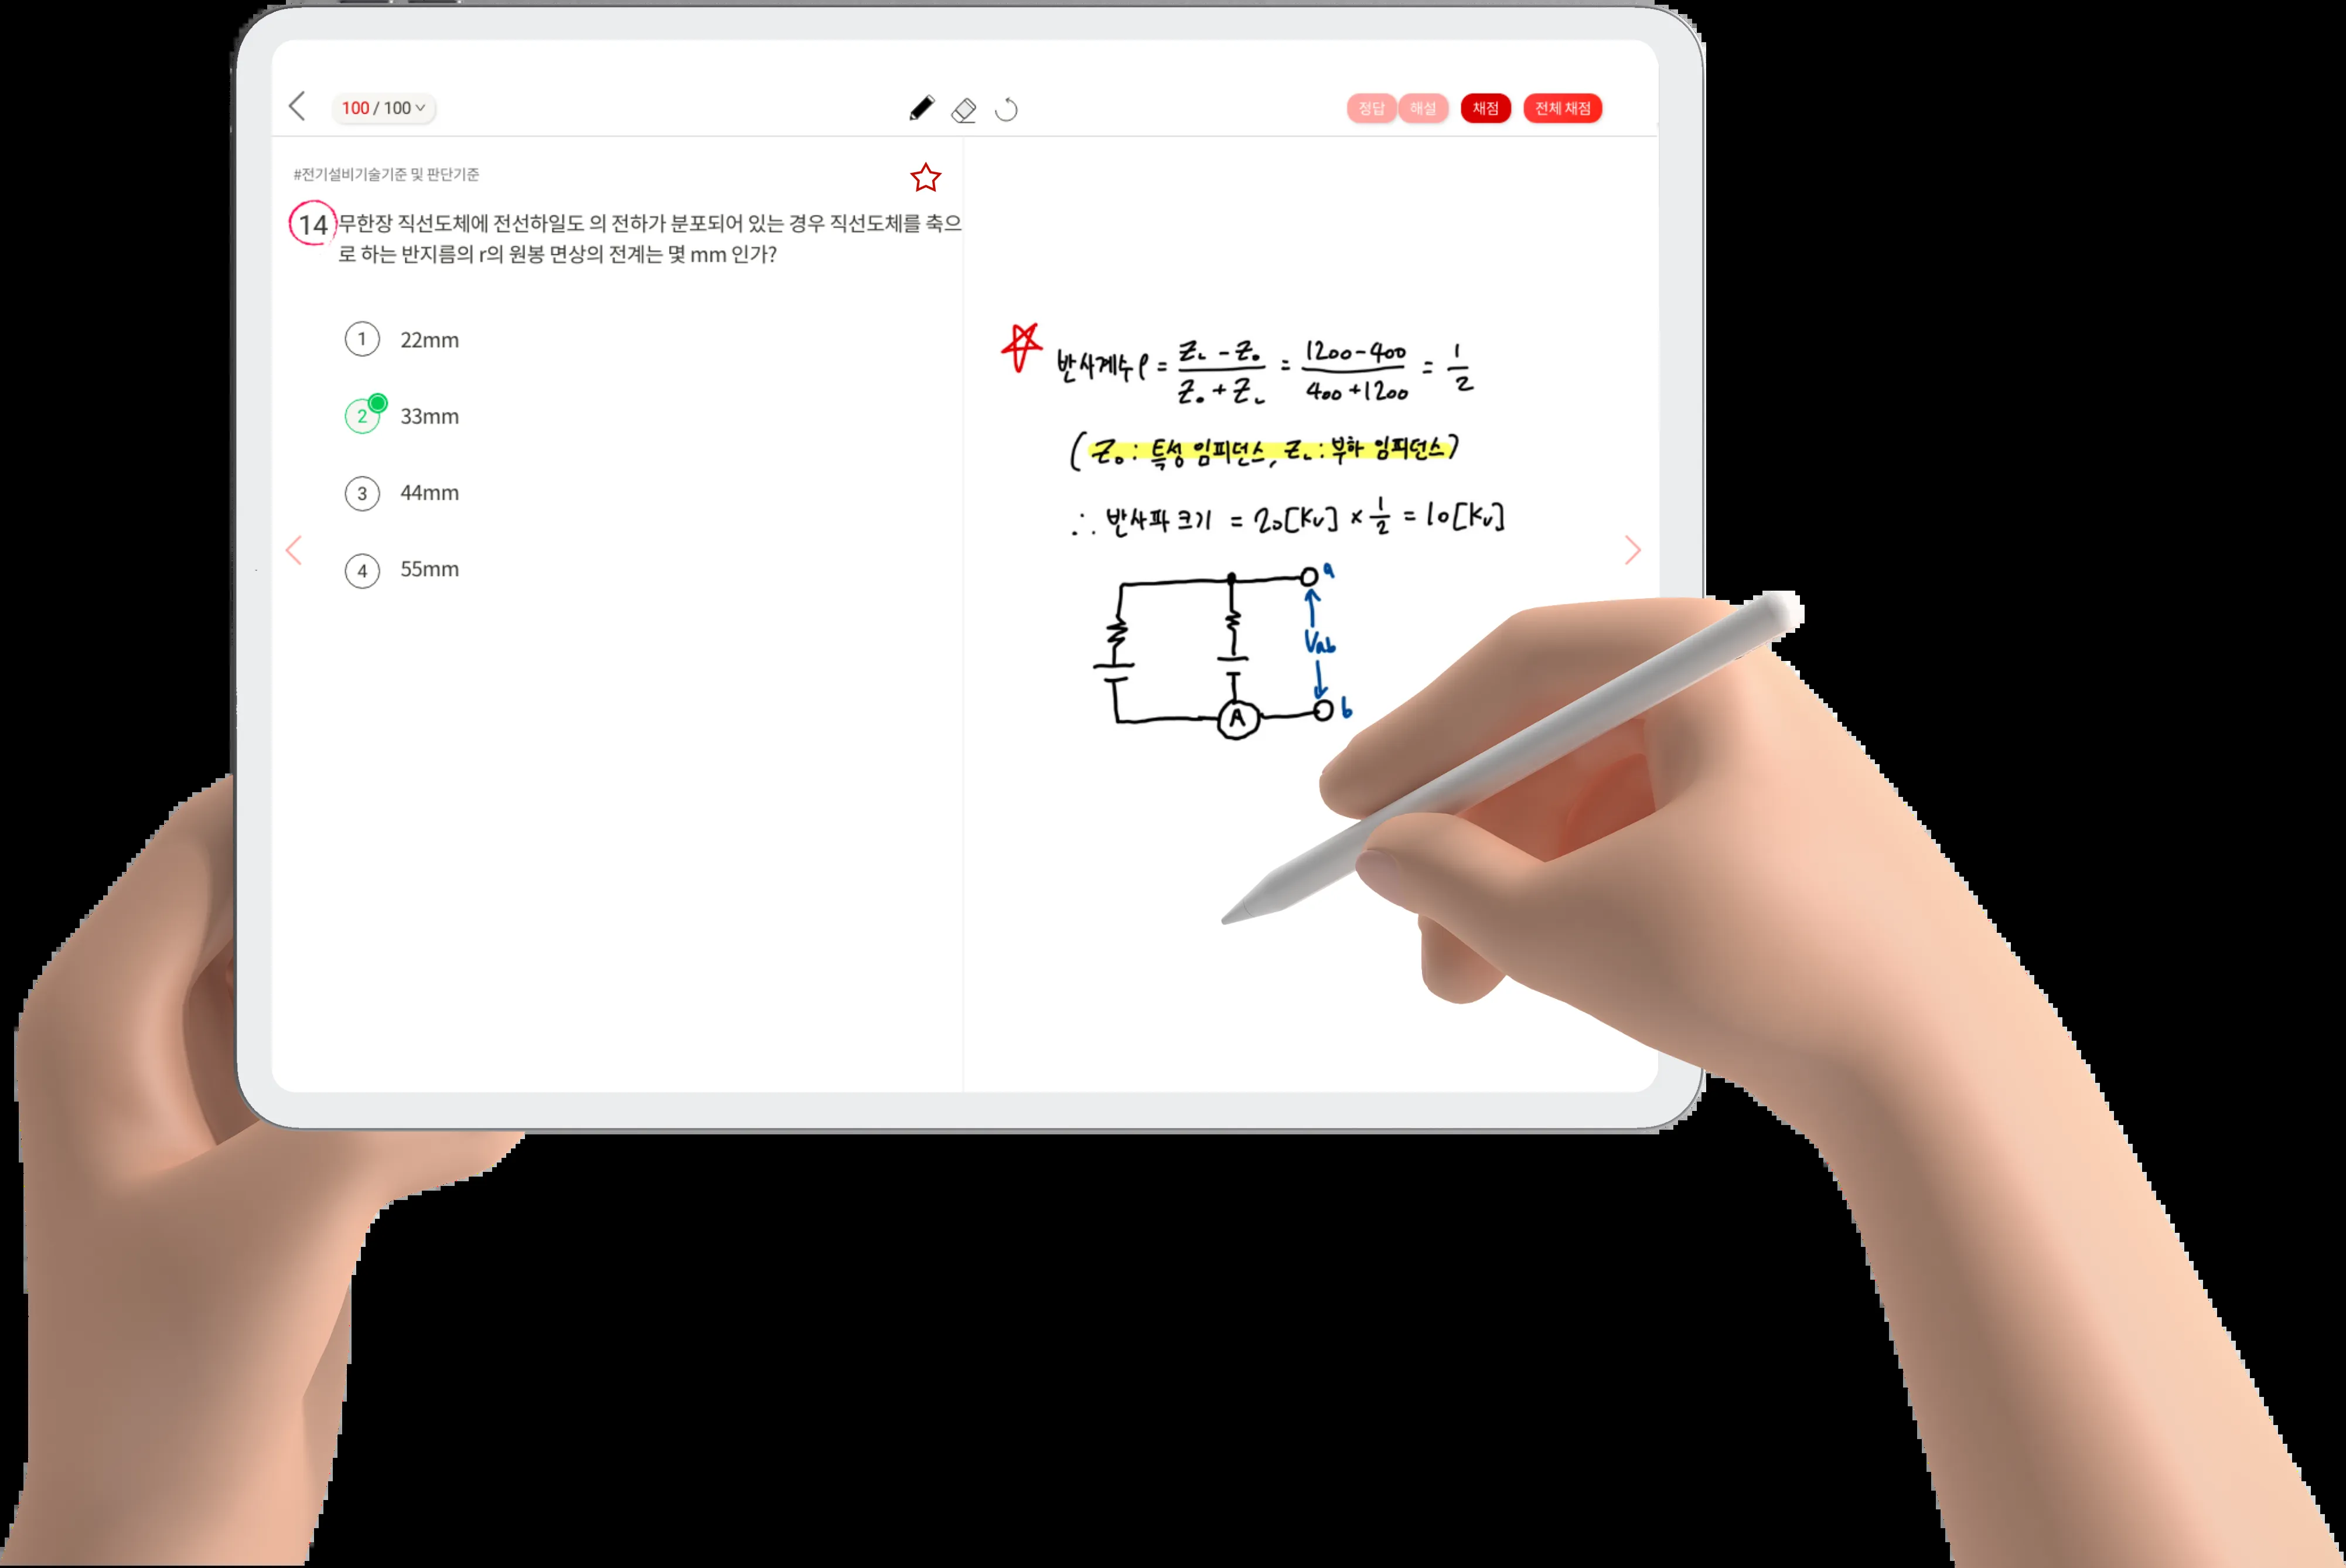 100 / 100
정답 해설 채점 전체 채점
#전기설비기술기준 및 판단기준
14 무한장 직선도체에 전선하일도 의 전하가 분포되어 있는 경우 직선도체를 축으
로 하는 반지름의 r의 원봉 면상의 전계는 몇 mm 인가?
1 22mm
2 33mm
3 44mm
4 55mm
반사계수 ρ = (Z_L - Z_0)/(Z_0 + Z_L) = (1200-400)/(400+1200) = 1/2
(Z_0 : 특성 임피던스, Z_L : 부하 임피던스)
∴ 반사파 크기 = 20[KV] × 1/2 = 10[KV]
a
Vab
A
b